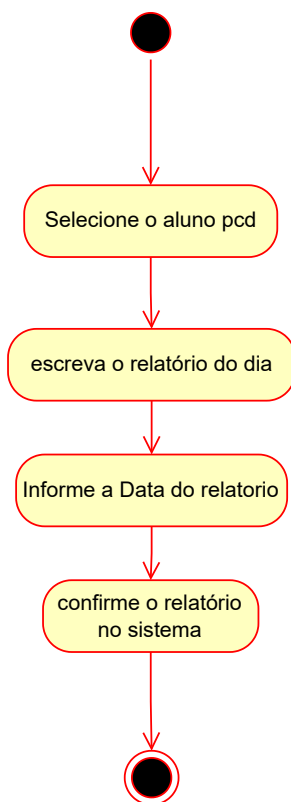 Selecione o aluno pcd
escreva o relatório do dia
Informe a Data do relatorio
confirme o relatório
no sistema